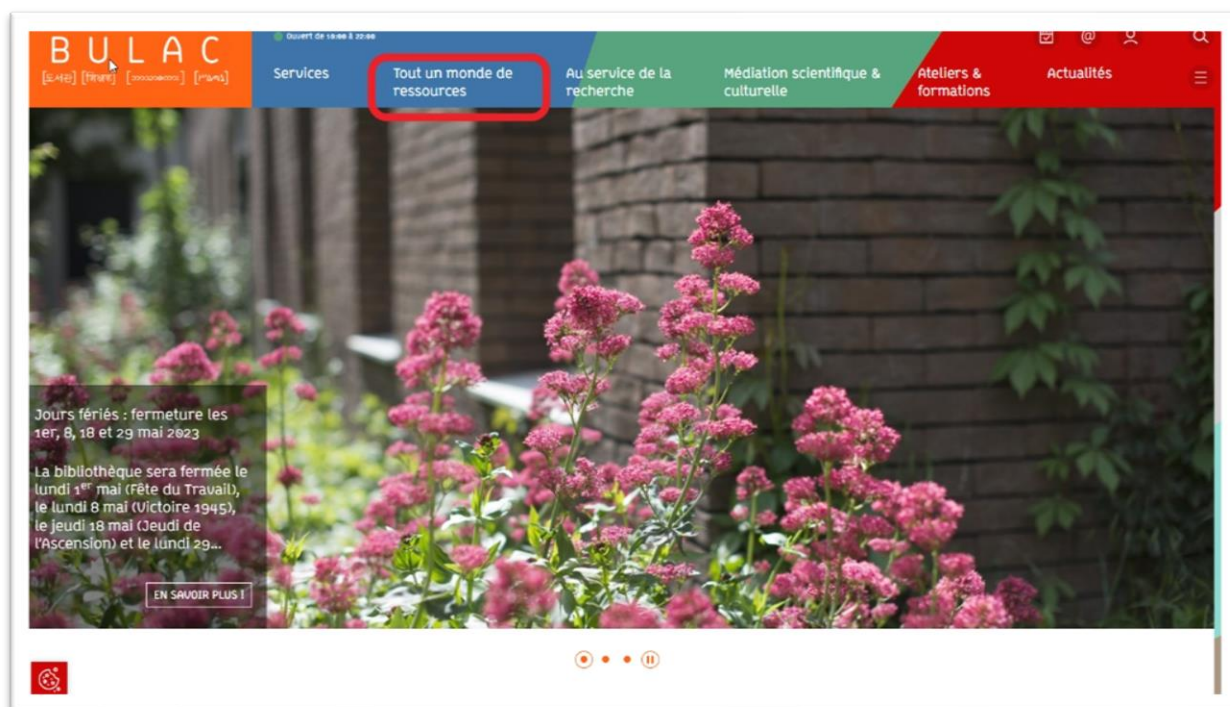 BULAC
Ouvert de 10:00 à 22:00
Services
Tout un monde de
ressources
Au service de la
recherche
Médiation scientifique &
culturelle
Ateliers &
formations
Actualités
Jours fériés : fermeture les
1er, 8, 18 et 29 mai 2023
La bibliothèque sera fermée le
lundi 1er mai (Fête du Travail),
le lundi 8 mai (Victoire 1945),
le jeudi 18 mai (Jeudi de
l'Ascension) et le lundi 29...
EN SAVOIR PLUS !